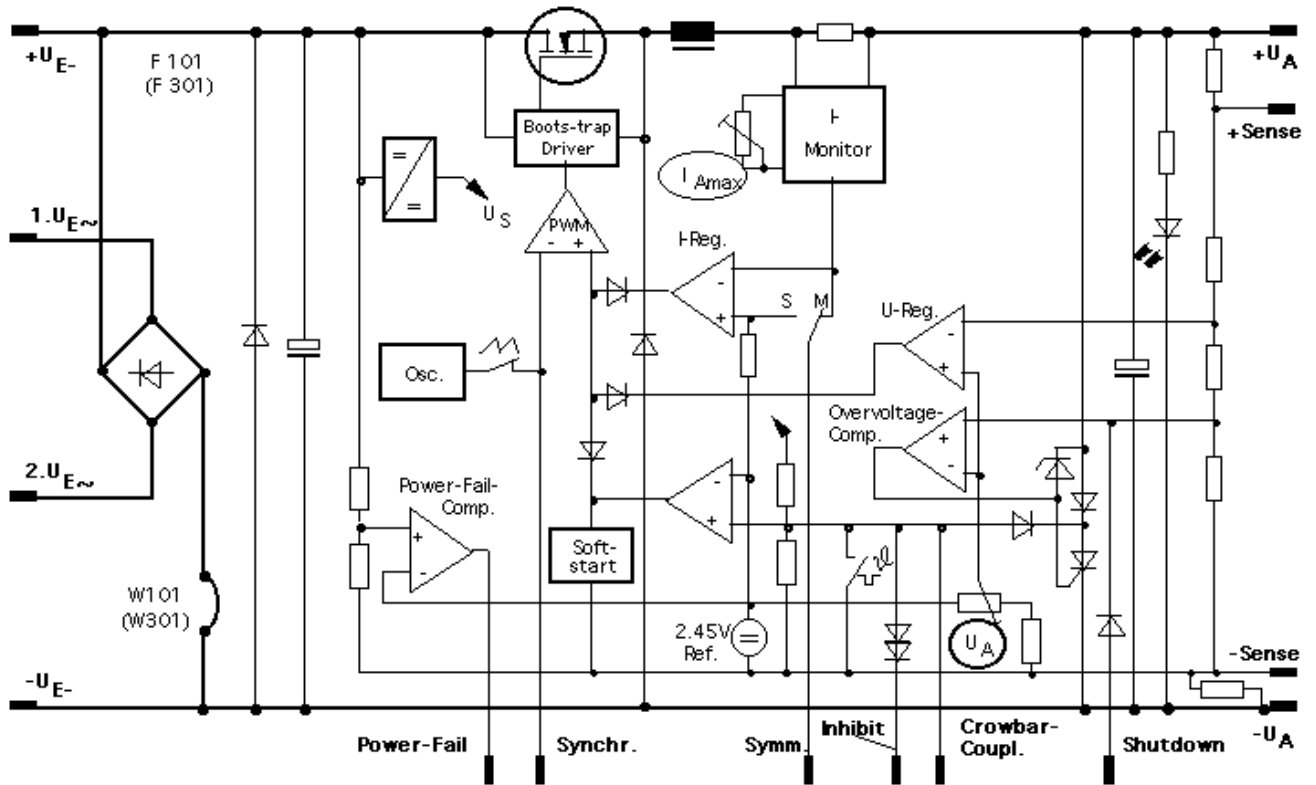 +U E-
F 101
(F 301)
Boots-trap
Driver
I-
Monitor
+U A
+Sense
I Amax
=
=
U S
1.U E~
PWM
- +
I-Reg.
-
+
S M
U-Reg.
-
+
Osc.
Overvoltage-
Comp.
+
-
2.U E~
Power-Fail-
Comp.
+
-
-
+
Soft-
start
ϑ
W101
(W301)
2.45V
Ref.
=
U A
-Sense
-U E-
-U A
Power-Fail
Synchr.
Symm.
Inhibit
Crowbar-
Coupl.
Shutdown